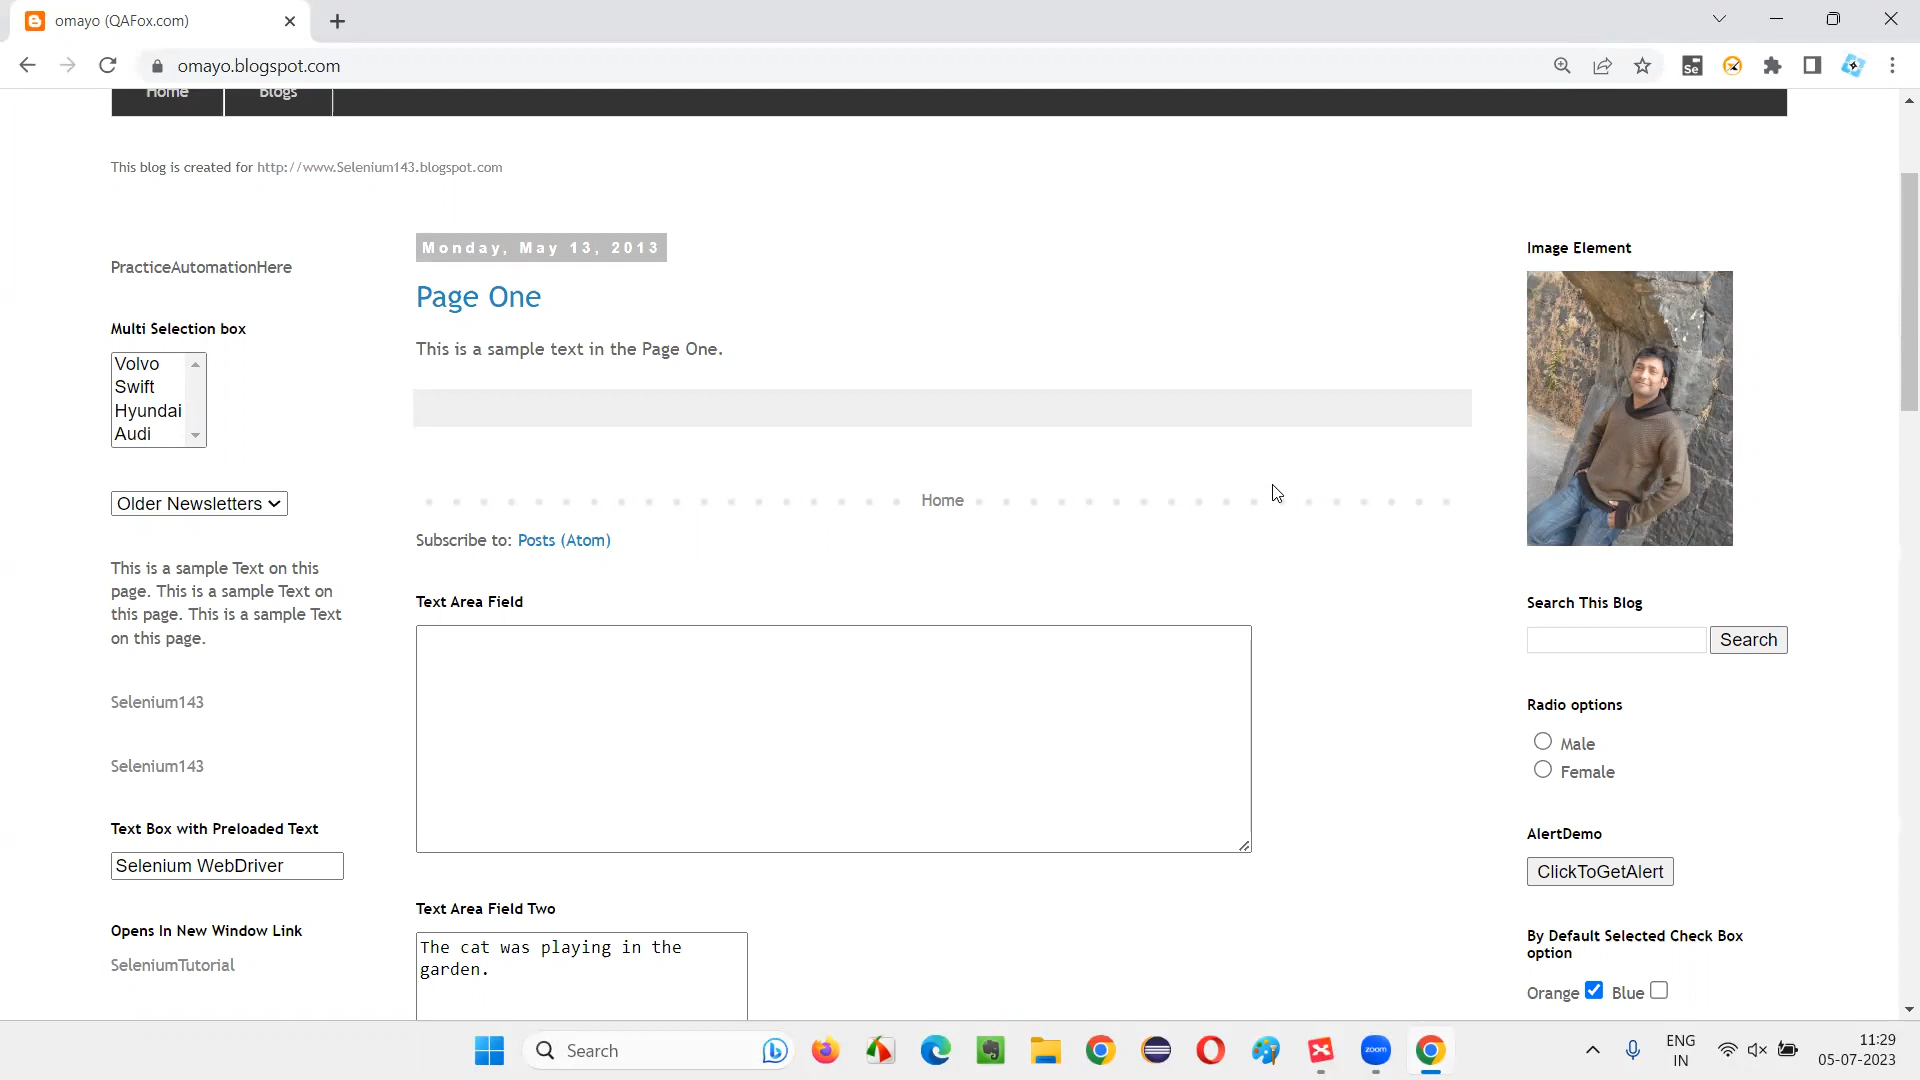 omayo (QAFox.com)
omayo.blogspot.com
Home
Blogs
This blog is created for http://www.Selenium143.blogspot.com
PracticeAutomationHere
Multi Selection box
Volvo
Swift
Hyundai
Audi
Older Newsletters
This is a sample Text on this
page. This is a sample Text on
this page. This is a sample Text
on this page.
Selenium143
Selenium143
Text Box with Preloaded Text
Selenium WebDriver
Opens In New Window Link
SeleniumTutorial
Monday, May 13, 2013
Page One
This is a sample text in the Page One.
Home
Subscribe to: Posts (Atom)
Text Area Field
Text Area Field Two
The cat was playing in the
garden.
Image Element
Search This Blog
Search
Radio options
Male
Female
AlertDemo
ClickToGetAlert
By Default Selected Check Box
option
Orange Blue
Se
Search
zoom
ENG
IN
11:29
05-07-2023